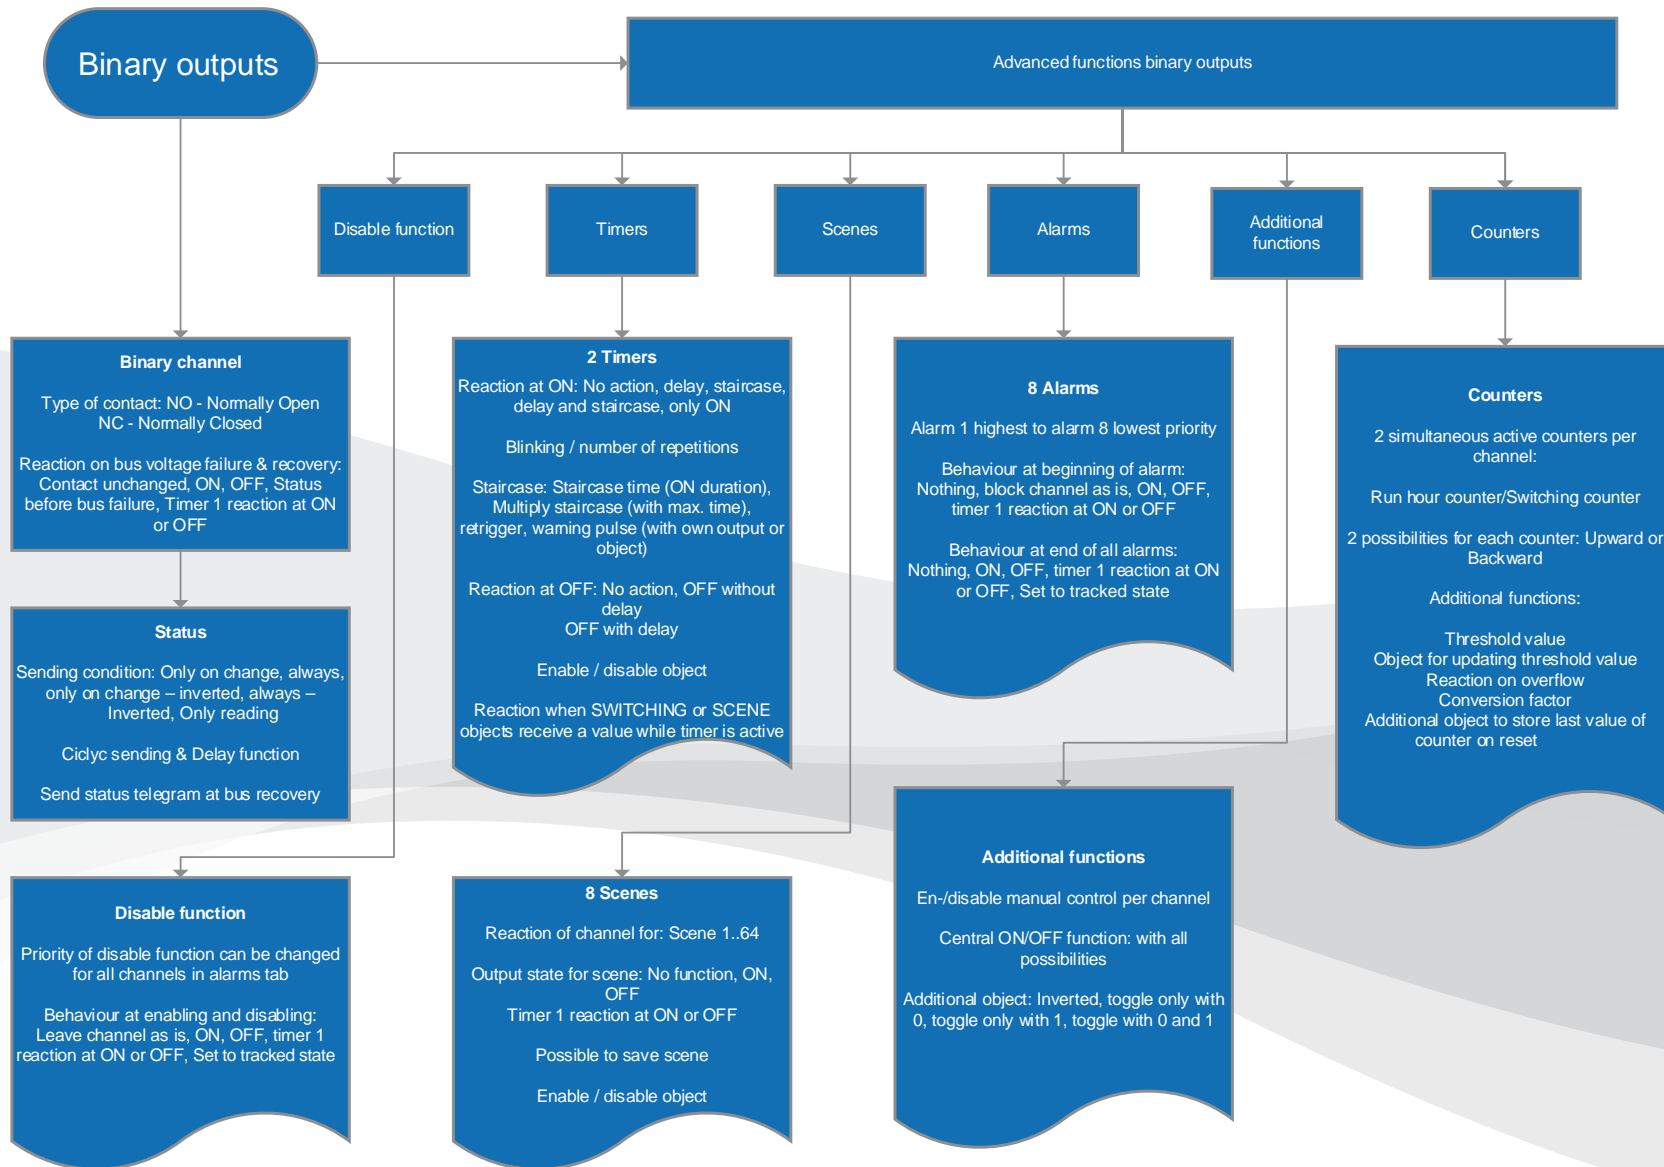 Binary outputs
Advanced functions binary outputs
Disable function
Timers
Scenes
Alarms
Additional
functions
Counters
Binary channel
Type of contact: NO - Normally Open
NC - Normally Closed
Reaction on bus voltage failure & recovery:
Contact unchanged, ON, OFF, Status
before bus failure, Timer 1 reaction at ON
or OFF
Status
Sending condition: Only on change, always,
only on change – inverted, always –
Inverted, Only reading
Ciclyc sending & Delay function
Send status telegram at bus recovery
Disable function
Priority of disable function can be changed
for all channels in alarms tab
Behaviour at enabling and disabling:
Leave channel as is, ON, OFF, timer 1
reaction at ON or OFF, Set to tracked state
2 Timers
Reaction at ON: No action, delay, staircase,
delay and staircase, only ON
Blinking / number of repetitions
Staircase: Staircase time (ON duration),
Multiply staircase (with max. time),
retrigger, warning pulse (with own output or
object)
Reaction at OFF: No action, OFF without
delay
OFF with delay
Enable / disable object
Reaction when SWITCHING or SCENE
objects receive a value while timer is active
8 Scenes
Reaction of channel for: Scene 1..64
Output state for scene: No function, ON,
OFF
Timer 1 reaction at ON or OFF
Possible to save scene
Enable / disable object
8 Alarms
Alarm 1 highest to alarm 8 lowest priority
Behaviour at beginning of alarm:
Nothing, block channel as is, ON, OFF,
timer 1 reaction at ON or OFF
Behaviour at end of all alarms:
Nothing, ON, OFF, timer 1 reaction at ON
or OFF, Set to tracked state
Additional functions
En-/disable manual control per channel
Central ON/OFF function: with all
possibilities
Additional object: Inverted, toggle only with
0, toggle only with 1, toggle with 0 and 1
Counters
2 simultaneous active counters per
channel:
Run hour counter/Switching counter
2 possibilities for each counter: Upward or
Backward
Additional functions:
Threshold value
Object for updating threshold value
Reaction on overflow
Conversion factor
Additional object to store last value of
counter on reset